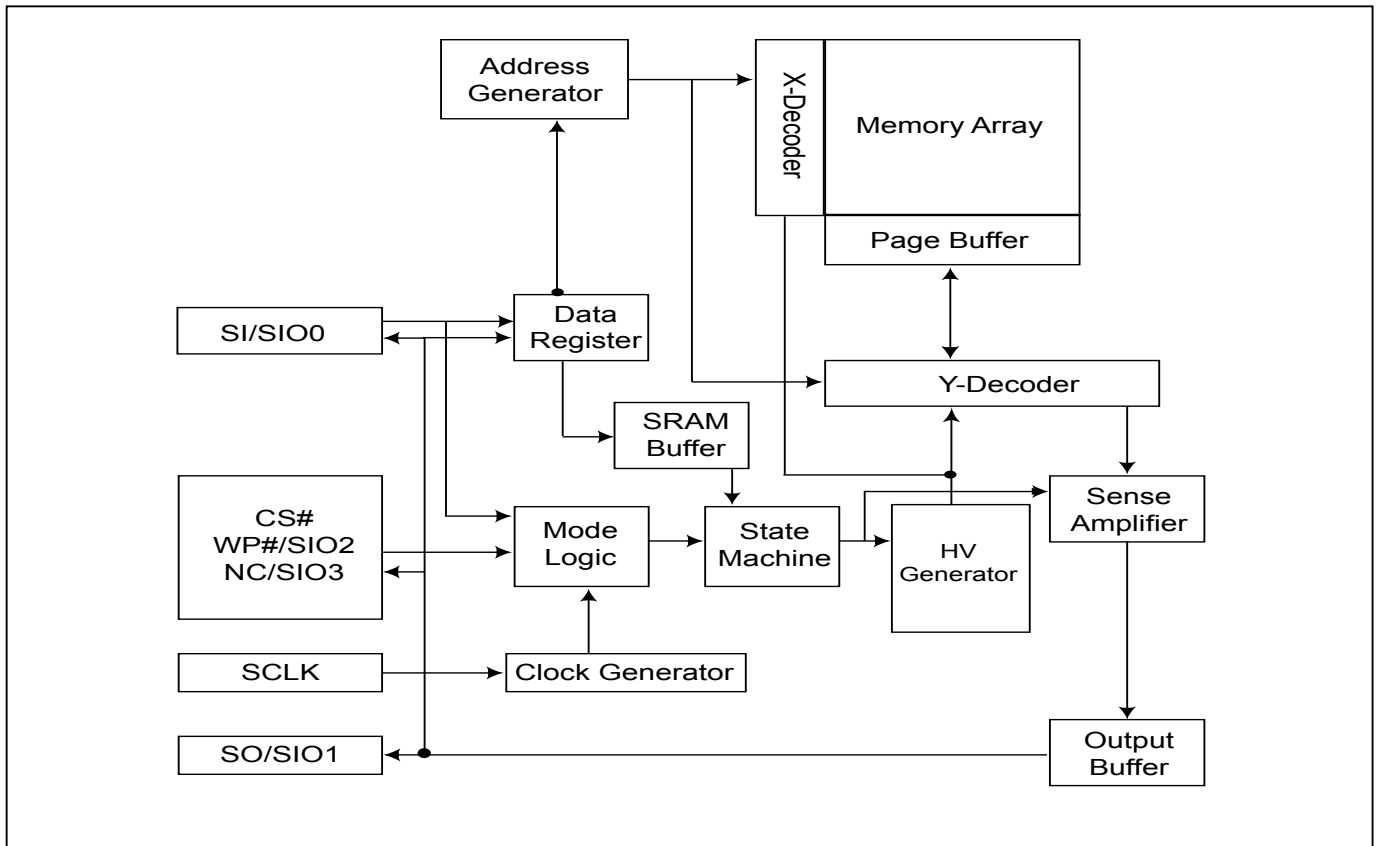 Address
Generator
X-Decoder
Memory Array
Page Buffer
SI/SIO0
Data
Register
Y-Decoder
SRAM
Buffer
CS#
WP#/SIO2
NC/SIO3
Mode
Logic
State
Machine
HV
Generator
Sense
Amplifier
SCLK
Clock Generator
SO/SIO1
Output
Buffer